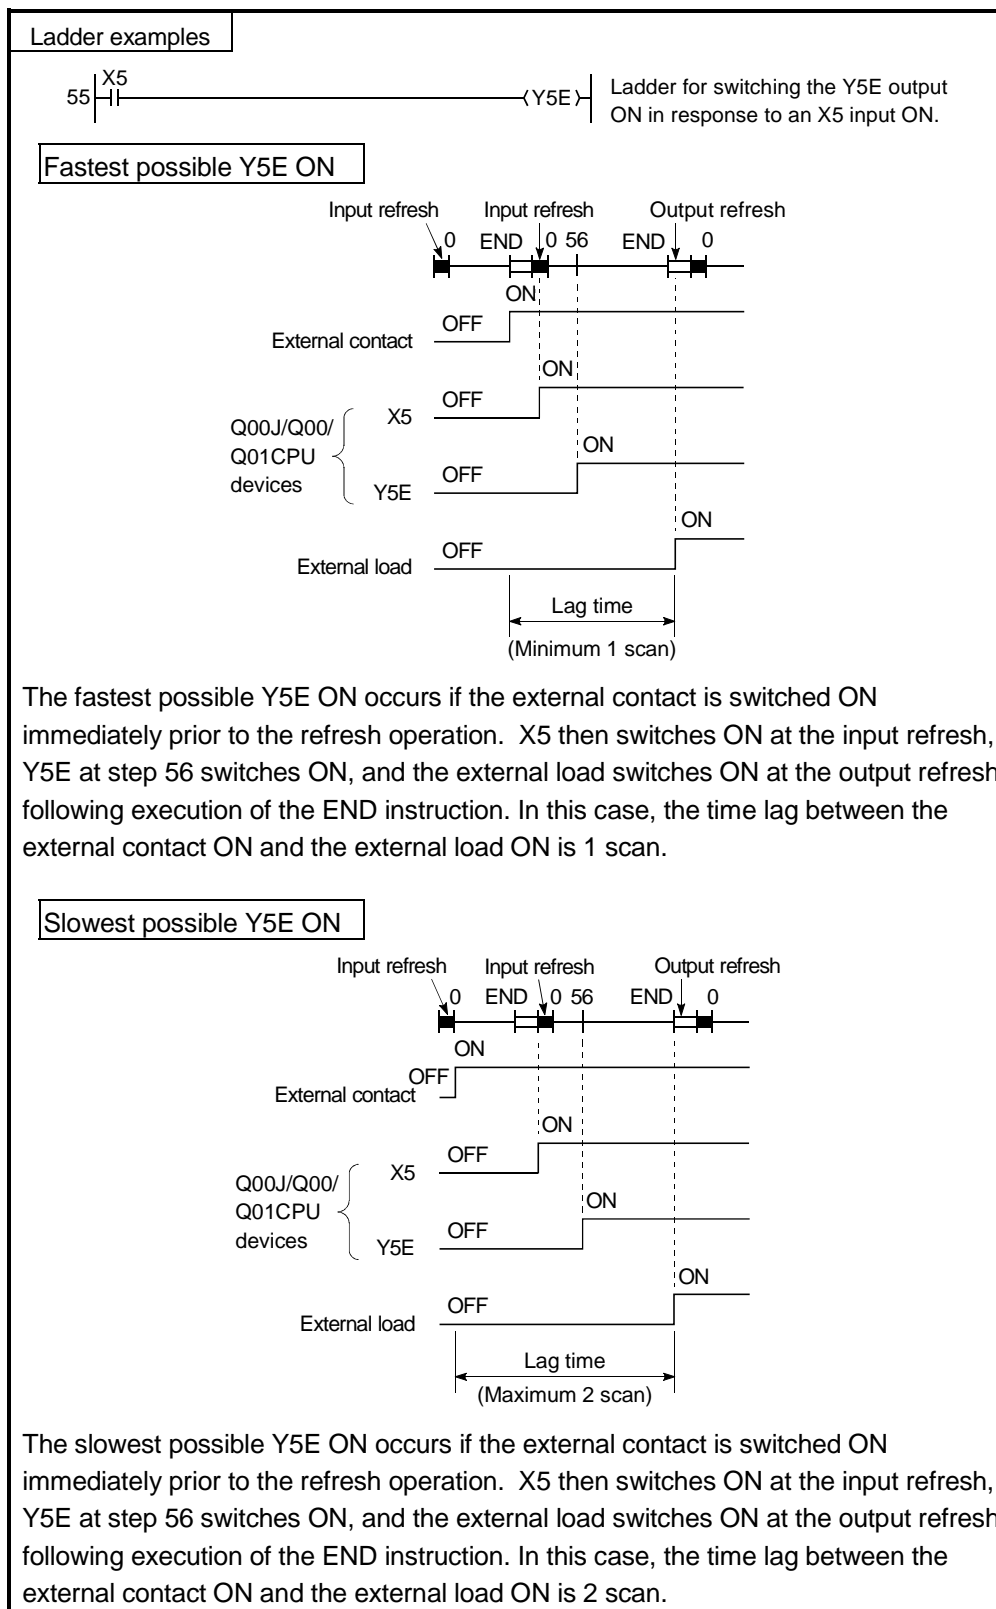 Ladder examples
X5
55
Y5E
Ladder for switching the Y5E output
ON in response to an X5 input ON.
Fastest possible Y5E ON
Input refresh Input refresh Output refresh
0 END 0 56 END 0
ON
OFF
External contact
ON
OFF
X5
Q00J/Q00/
Q01CPU
devices
ON
OFF
Y5E
ON
OFF
External load
Lag time
(Minimum 1 scan)
The fastest possible Y5E ON occurs if the external contact is switched ON
immediately prior to the refresh operation. X5 then switches ON at the input refresh,
Y5E at step 56 switches ON, and the external load switches ON at the output refresh
following execution of the END instruction. In this case, the time lag between the
external contact ON and the external load ON is 1 scan.
Slowest possible Y5E ON
Input refresh Input refresh Output refresh
0 END 0 56 END 0
ON
OFF
External contact
ON
OFF
X5
Q00J/Q00/
Q01CPU
devices
ON
OFF
Y5E
ON
OFF
External load
Lag time
(Maximum 2 scan)
The slowest possible Y5E ON occurs if the external contact is switched ON
immediately prior to the refresh operation. X5 then switches ON at the input refresh,
Y5E at step 56 switches ON, and the external load switches ON at the output refresh
following execution of the END instruction. In this case, the time lag between the
external contact ON and the external load ON is 2 scan.